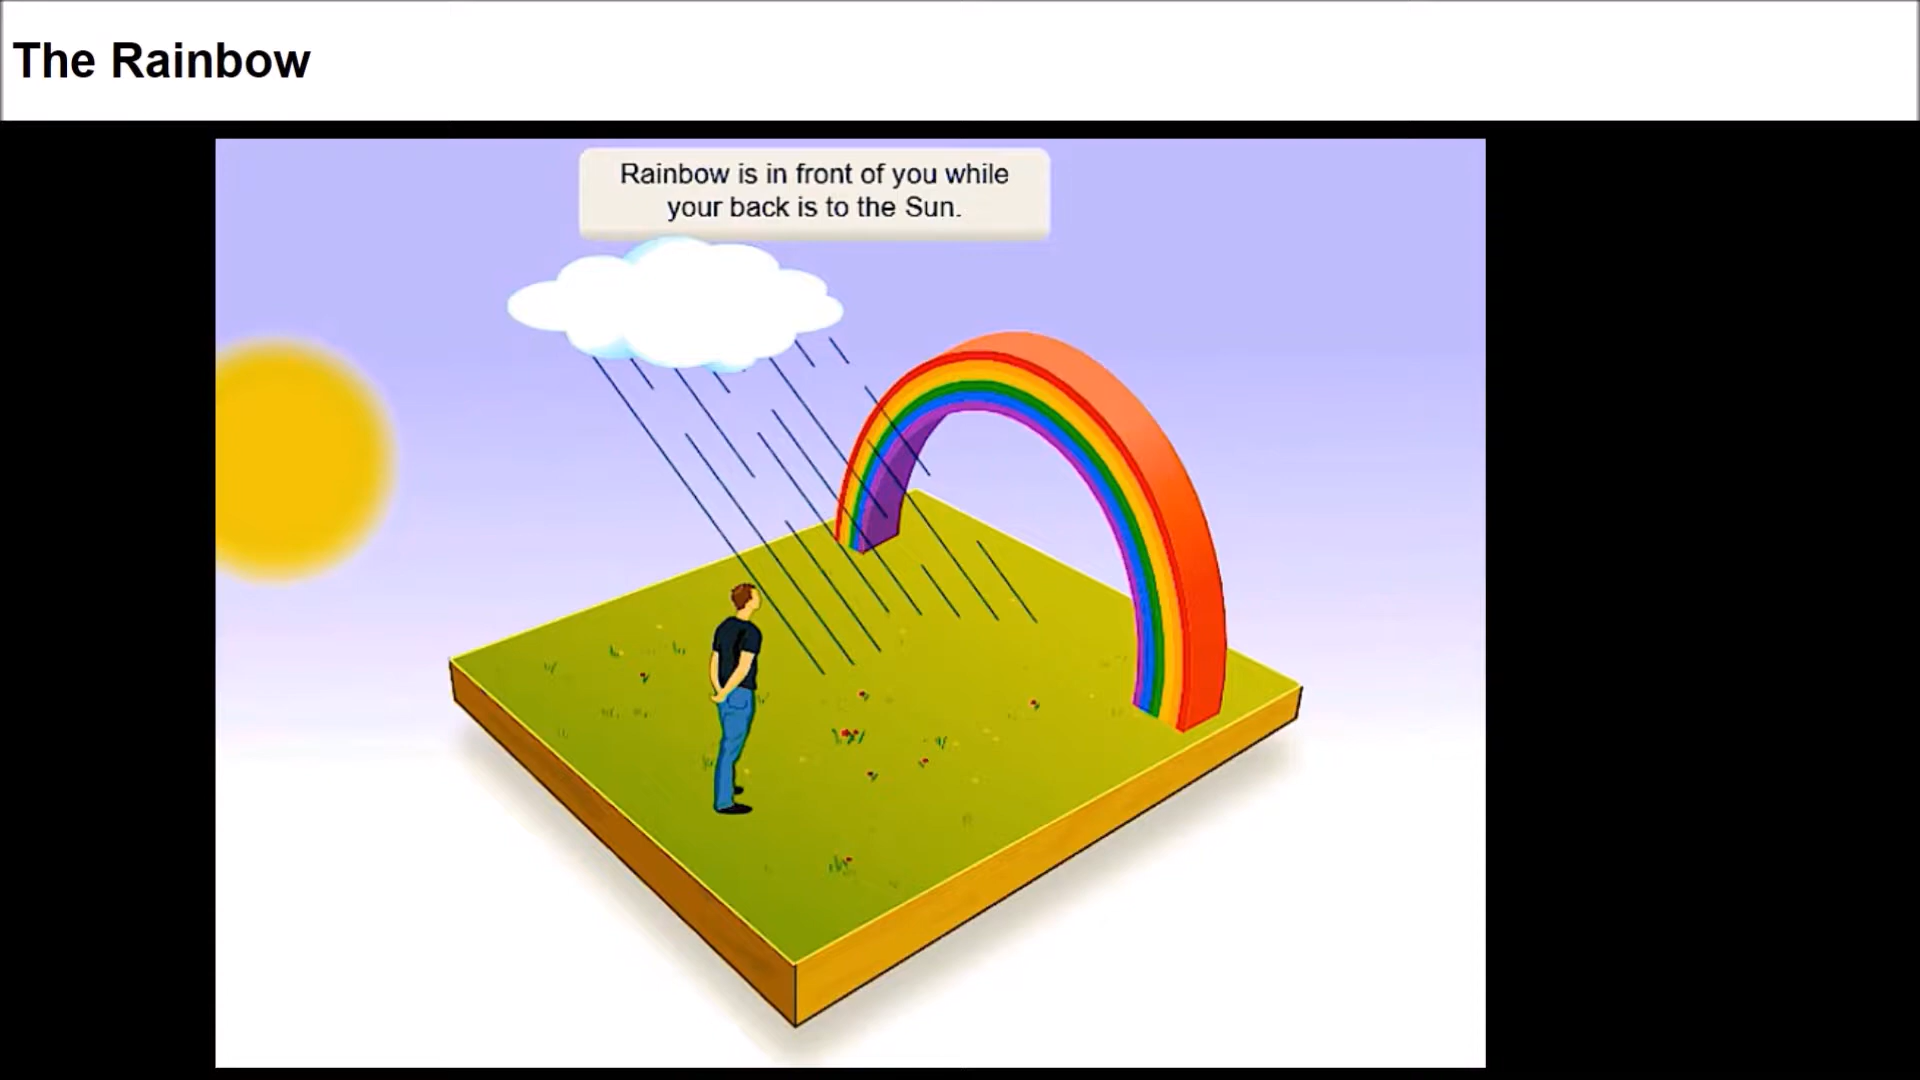 The Rainbow
Rainbow is in front of you while
your back is to the Sun.